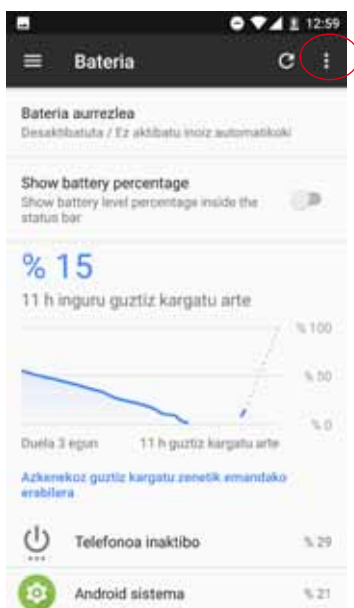 12:59
Bateria
Bateria aurrezlea
Desaktibatuta / Ez aktibatu inoiz automatikoki
Show battery percentage
Show battery level percentage inside the
status bar
% 15
11 h inguru guztiz kargatu arte
% 100
% 50
% 0
Duela 3 egun 11 h guztiz kargatu arte
Azkenekoz guztiz kargatu zenetik emandako
erabilera
Telefonoa inaktibo % 29
Android sistema % 21